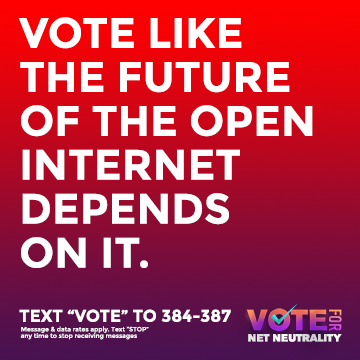 VOTE LIKE
THE FUTURE
OF THE OPEN
INTERNET
DEPENDS
ON IT.
TEXT “VOTE” TO 384-387
Message & data rates apply. Text “STOP”
any time to stop receiving messages
VOTE FOR
NET NEUTRALITY